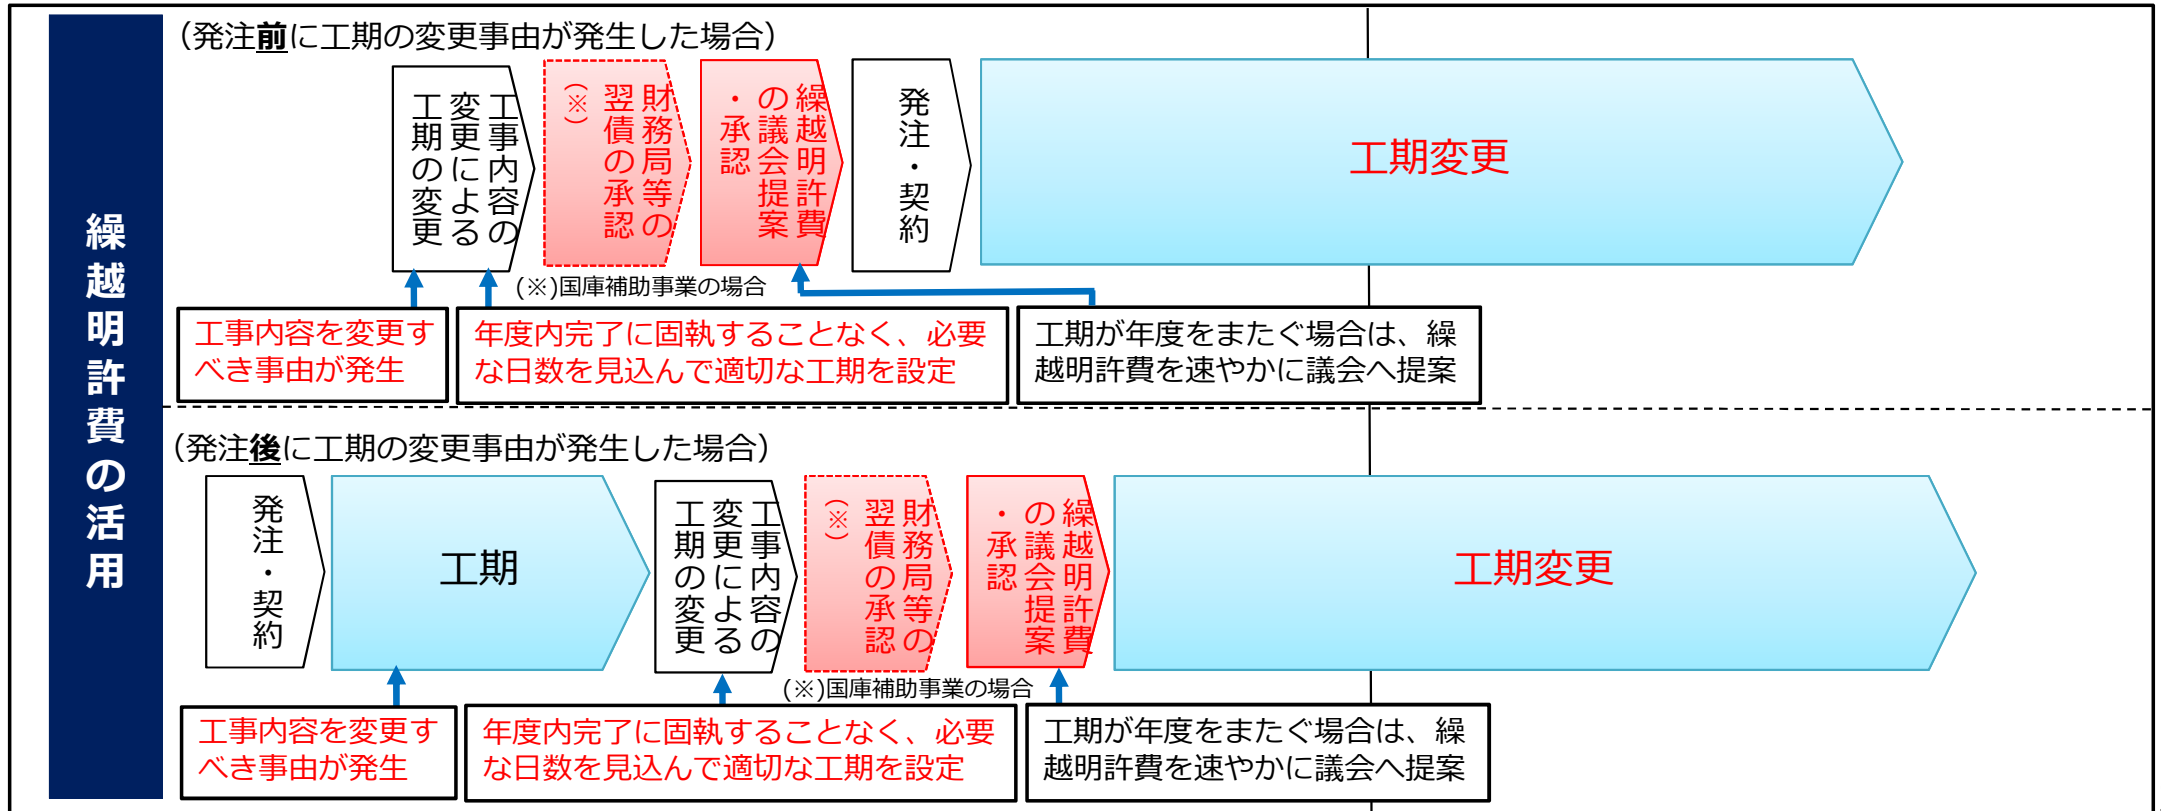 繰越明許費の活用
（発注前に工期の変更事由が発生した場合）
工事内容の
変更による
工期の変更
財務局等の
翌債の承認
（※）
繰越明許費
の議会提案
・承認
発注・契約
工期変更
(※)国庫補助事業の場合
工事内容を変更す
べき事由が発生
年度内完了に固執することなく、必要
な日数を見込んで適切な工期を設定
工期が年度をまたぐ場合は、繰
越明許費を速やかに議会へ提案
（発注後に工期の変更事由が発生した場合）
発注・契約
工期
工事内容の
変更による
工期の変更
財務局等の
翌債の承認
（※）
繰越明許費
の議会提案
・承認
工期変更
(※)国庫補助事業の場合
工事内容を変更す
べき事由が発生
年度内完了に固執することなく、必要
な日数を見込んで適切な工期を設定
工期が年度をまたぐ場合は、繰
越明許費を速やかに議会へ提案